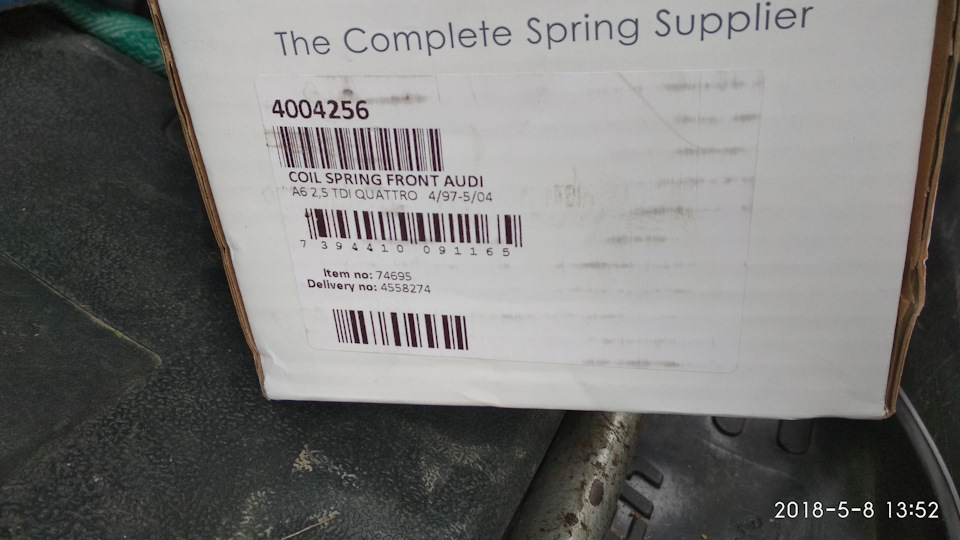 The Complete Spring Supplier
4004256
COIL SPRING FRONT AUDI
A6 2,5 TDI QUATTRO 4/97-5/04
7 394410 091165
Item no: 74695
Delivery no: 4558274
2018-5-8 13:52